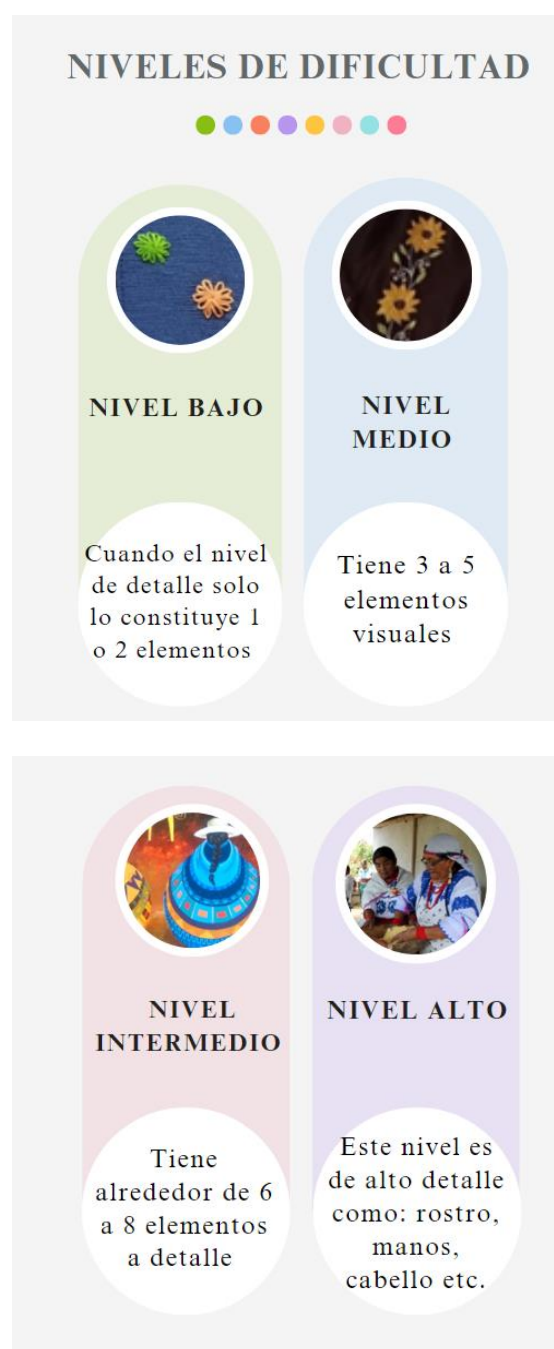 NIVELES DE DIFICULTAD
NIVEL BAJO
Cuando el nivel
de detalle solo
lo constituye 1
o 2 elementos
NIVEL
MEDIO
Tiene 3 a 5
elementos
visuales
NIVEL
INTERMEDIO
Tiene
alrededor de 6
a 8 elementos
a detalle
NIVEL ALTO
Este nivel es
de alto detalle
como: rostro,
manos,
cabello etc.